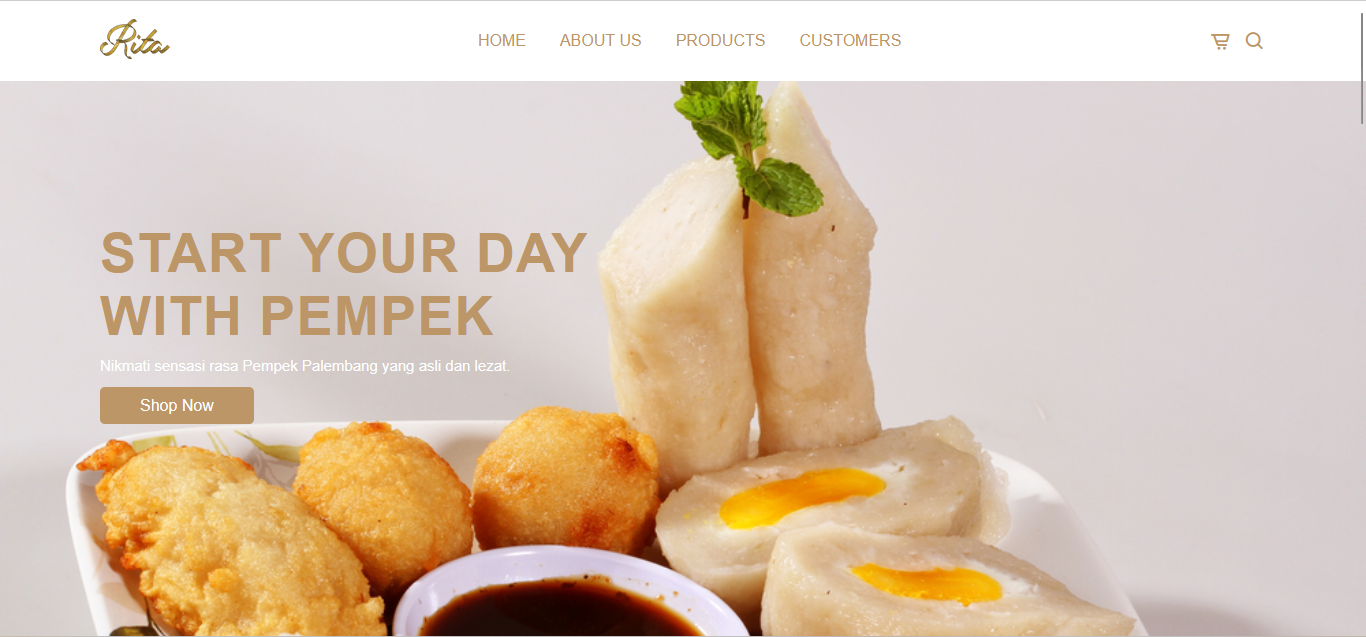 Rita
HOME ABOUT US PRODUCTS CUSTOMERS
START YOUR DAY
WITH PEMPEK
Nikmati sensasi rasa Pempek Palembang yang asli dan lezat.
Shop Now